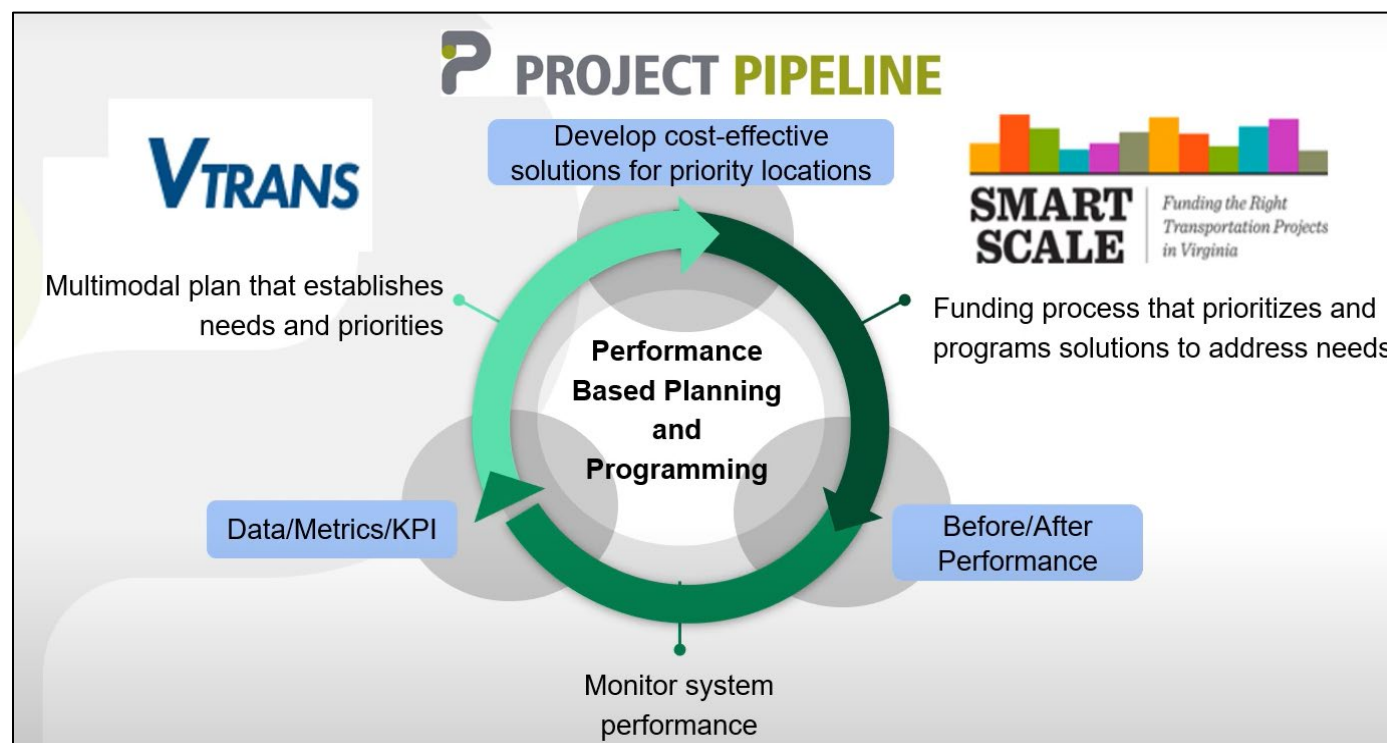 PROJECT PIPELINE
Develop cost-effective
solutions for priority locations
VTRANS
Multimodal plan that establishes
needs and priorities
SMART
SCALE
Funding the Right
Transportation Projects
in Virginia
Funding process that prioritizes and
programs solutions to address needs
Performance
Based Planning
and
Programming
Data/Metrics/KPI
Before/After
Performance
Monitor system
performance